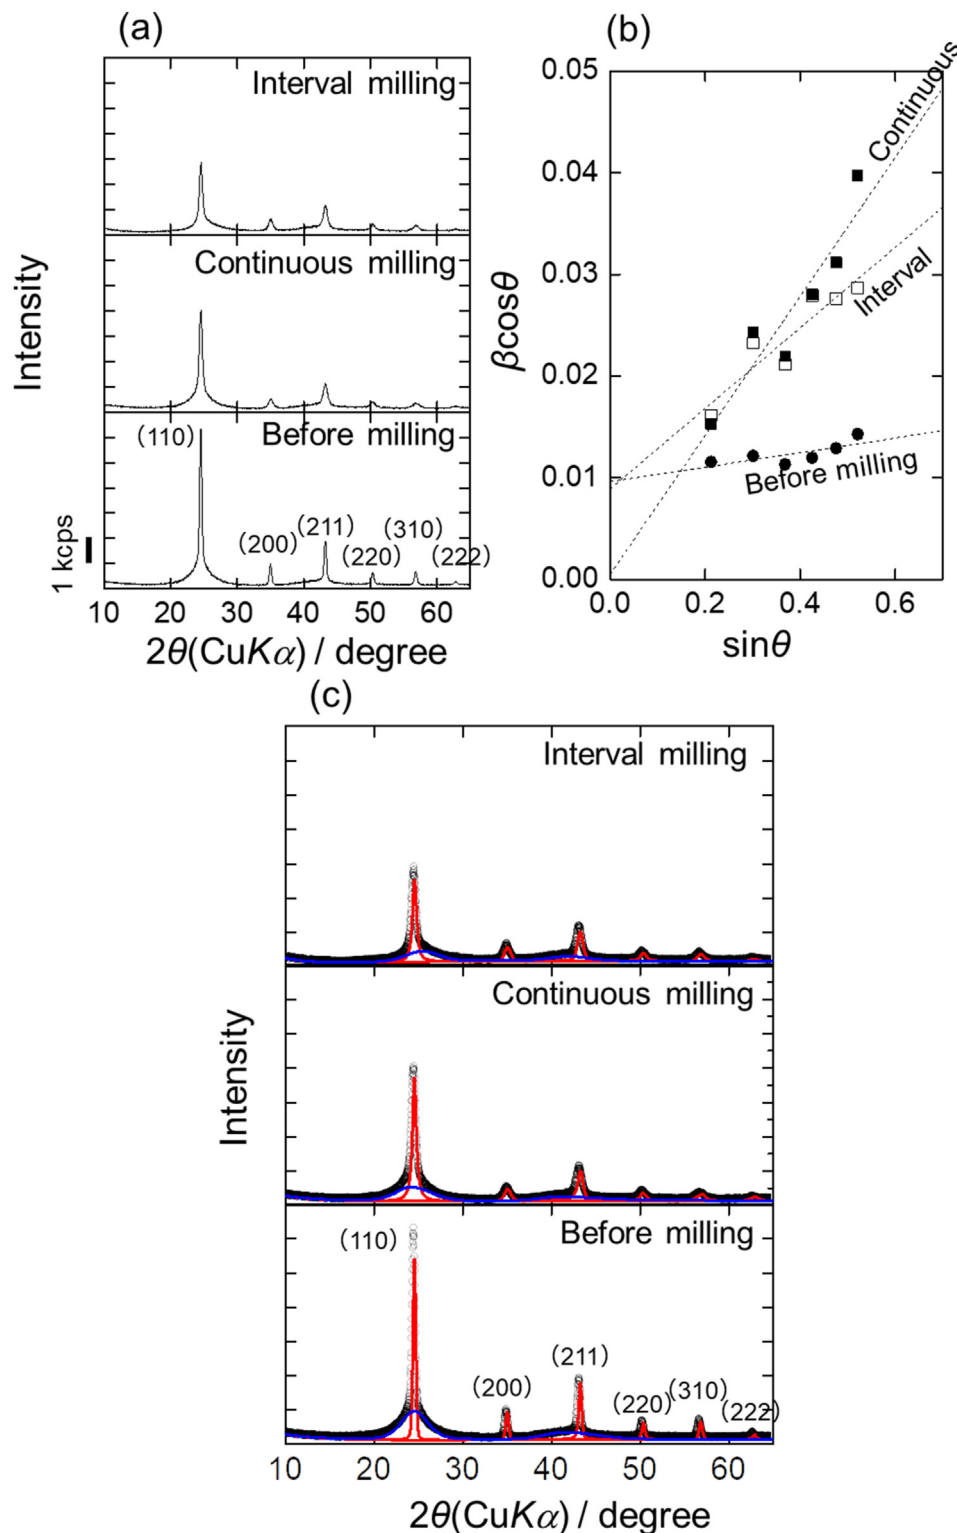 (a)
Interval milling
Continuous milling
Before milling
(110)
(200)
(211)
(220)
(310)
(222)
1 kcps
Intensity
10 20 30 40 50 60
2θ(CuKα) / degree
(b)
0.05
0.04
0.03
0.02
0.01
0.00
βcosθ
Continuous
Interval
Before milling
0.0 0.2 0.4 0.6
sinθ
(c)
Interval milling
Continuous milling
Before milling
(110)
(200)
(211)
(220)
(310)
(222)
Intensity
10 20 30 40 50 60
2θ(CuKα) / degree